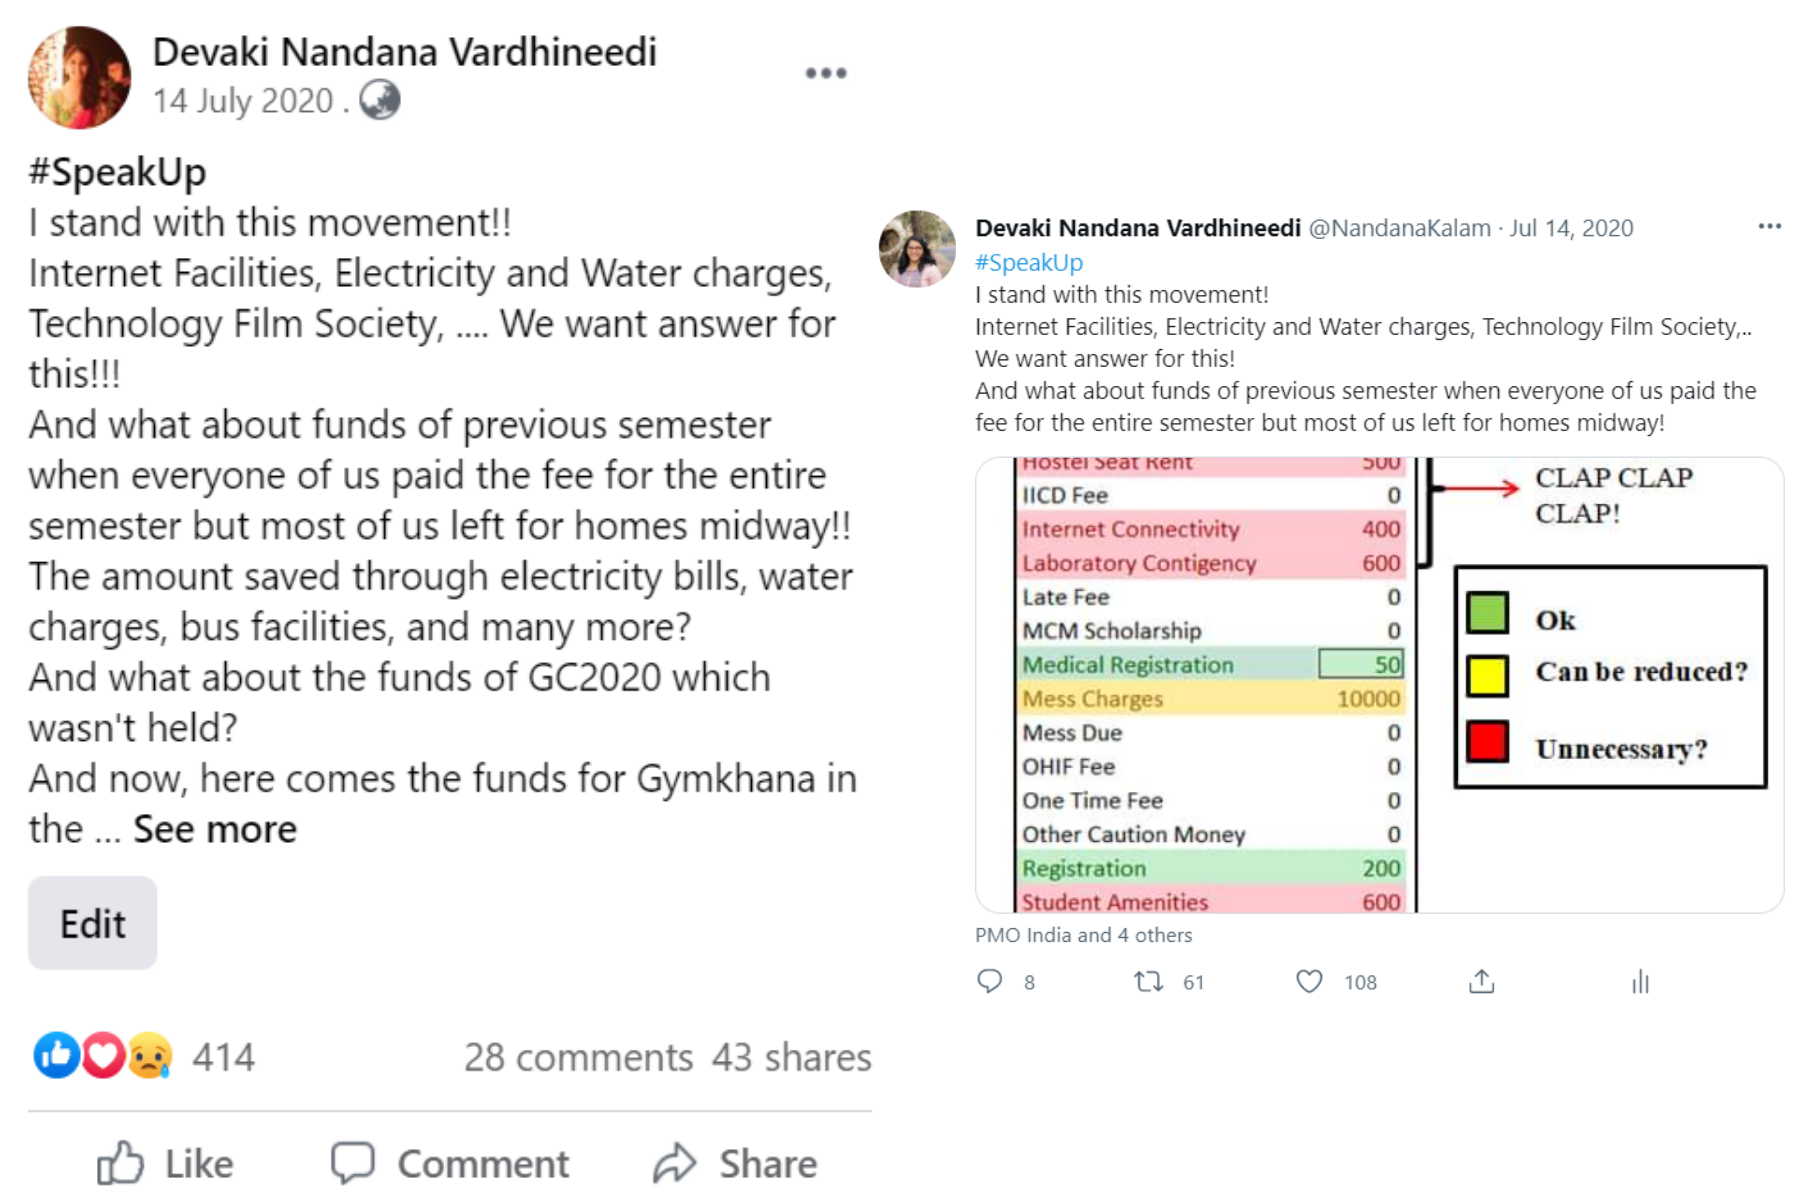 Devaki Nandana Vardhineedi
14 July 2020 .
#SpeakUp
I stand with this movement!!
Internet Facilities, Electricity and Water charges,
Technology Film Society, .... We want answer for
this!!!
And what about funds of previous semester
when everyone of us paid the fee for the entire
semester but most of us left for homes midway!!
The amount saved through electricity bills, water
charges, bus facilities, and many more?
And what about the funds of GC2020 which
wasn't held?
And now, here comes the funds for Gymkhana in
the ... See more
Edit
414 28 comments 43 shares
Like Comment Share
Devaki Nandana Vardhineedi @NandanaKalam · Jul 14, 2020
#SpeakUp
I stand with this movement!
Internet Facilities, Electricity and Water charges, Technology Film Society,..
We want answer for this!
And what about funds of previous semester when everyone of us paid the
fee for the entire semester but most of us left for homes midway!
Hostel Seat Rent 500
IICD Fee 0
Internet Connectivity 400
Laboratory Contigency 600
Late Fee 0
MCM Scholarship 0
Medical Registration 50
Mess Charges 10000
Mess Due 0
OHIF Fee 0
One Time Fee 0
Other Caution Money 0
Registration 200
Student Amenities 600
CLAP CLAP
CLAP!
Ok
Can be reduced?
Unnecessary?
PMO India and 4 others
8 61 108